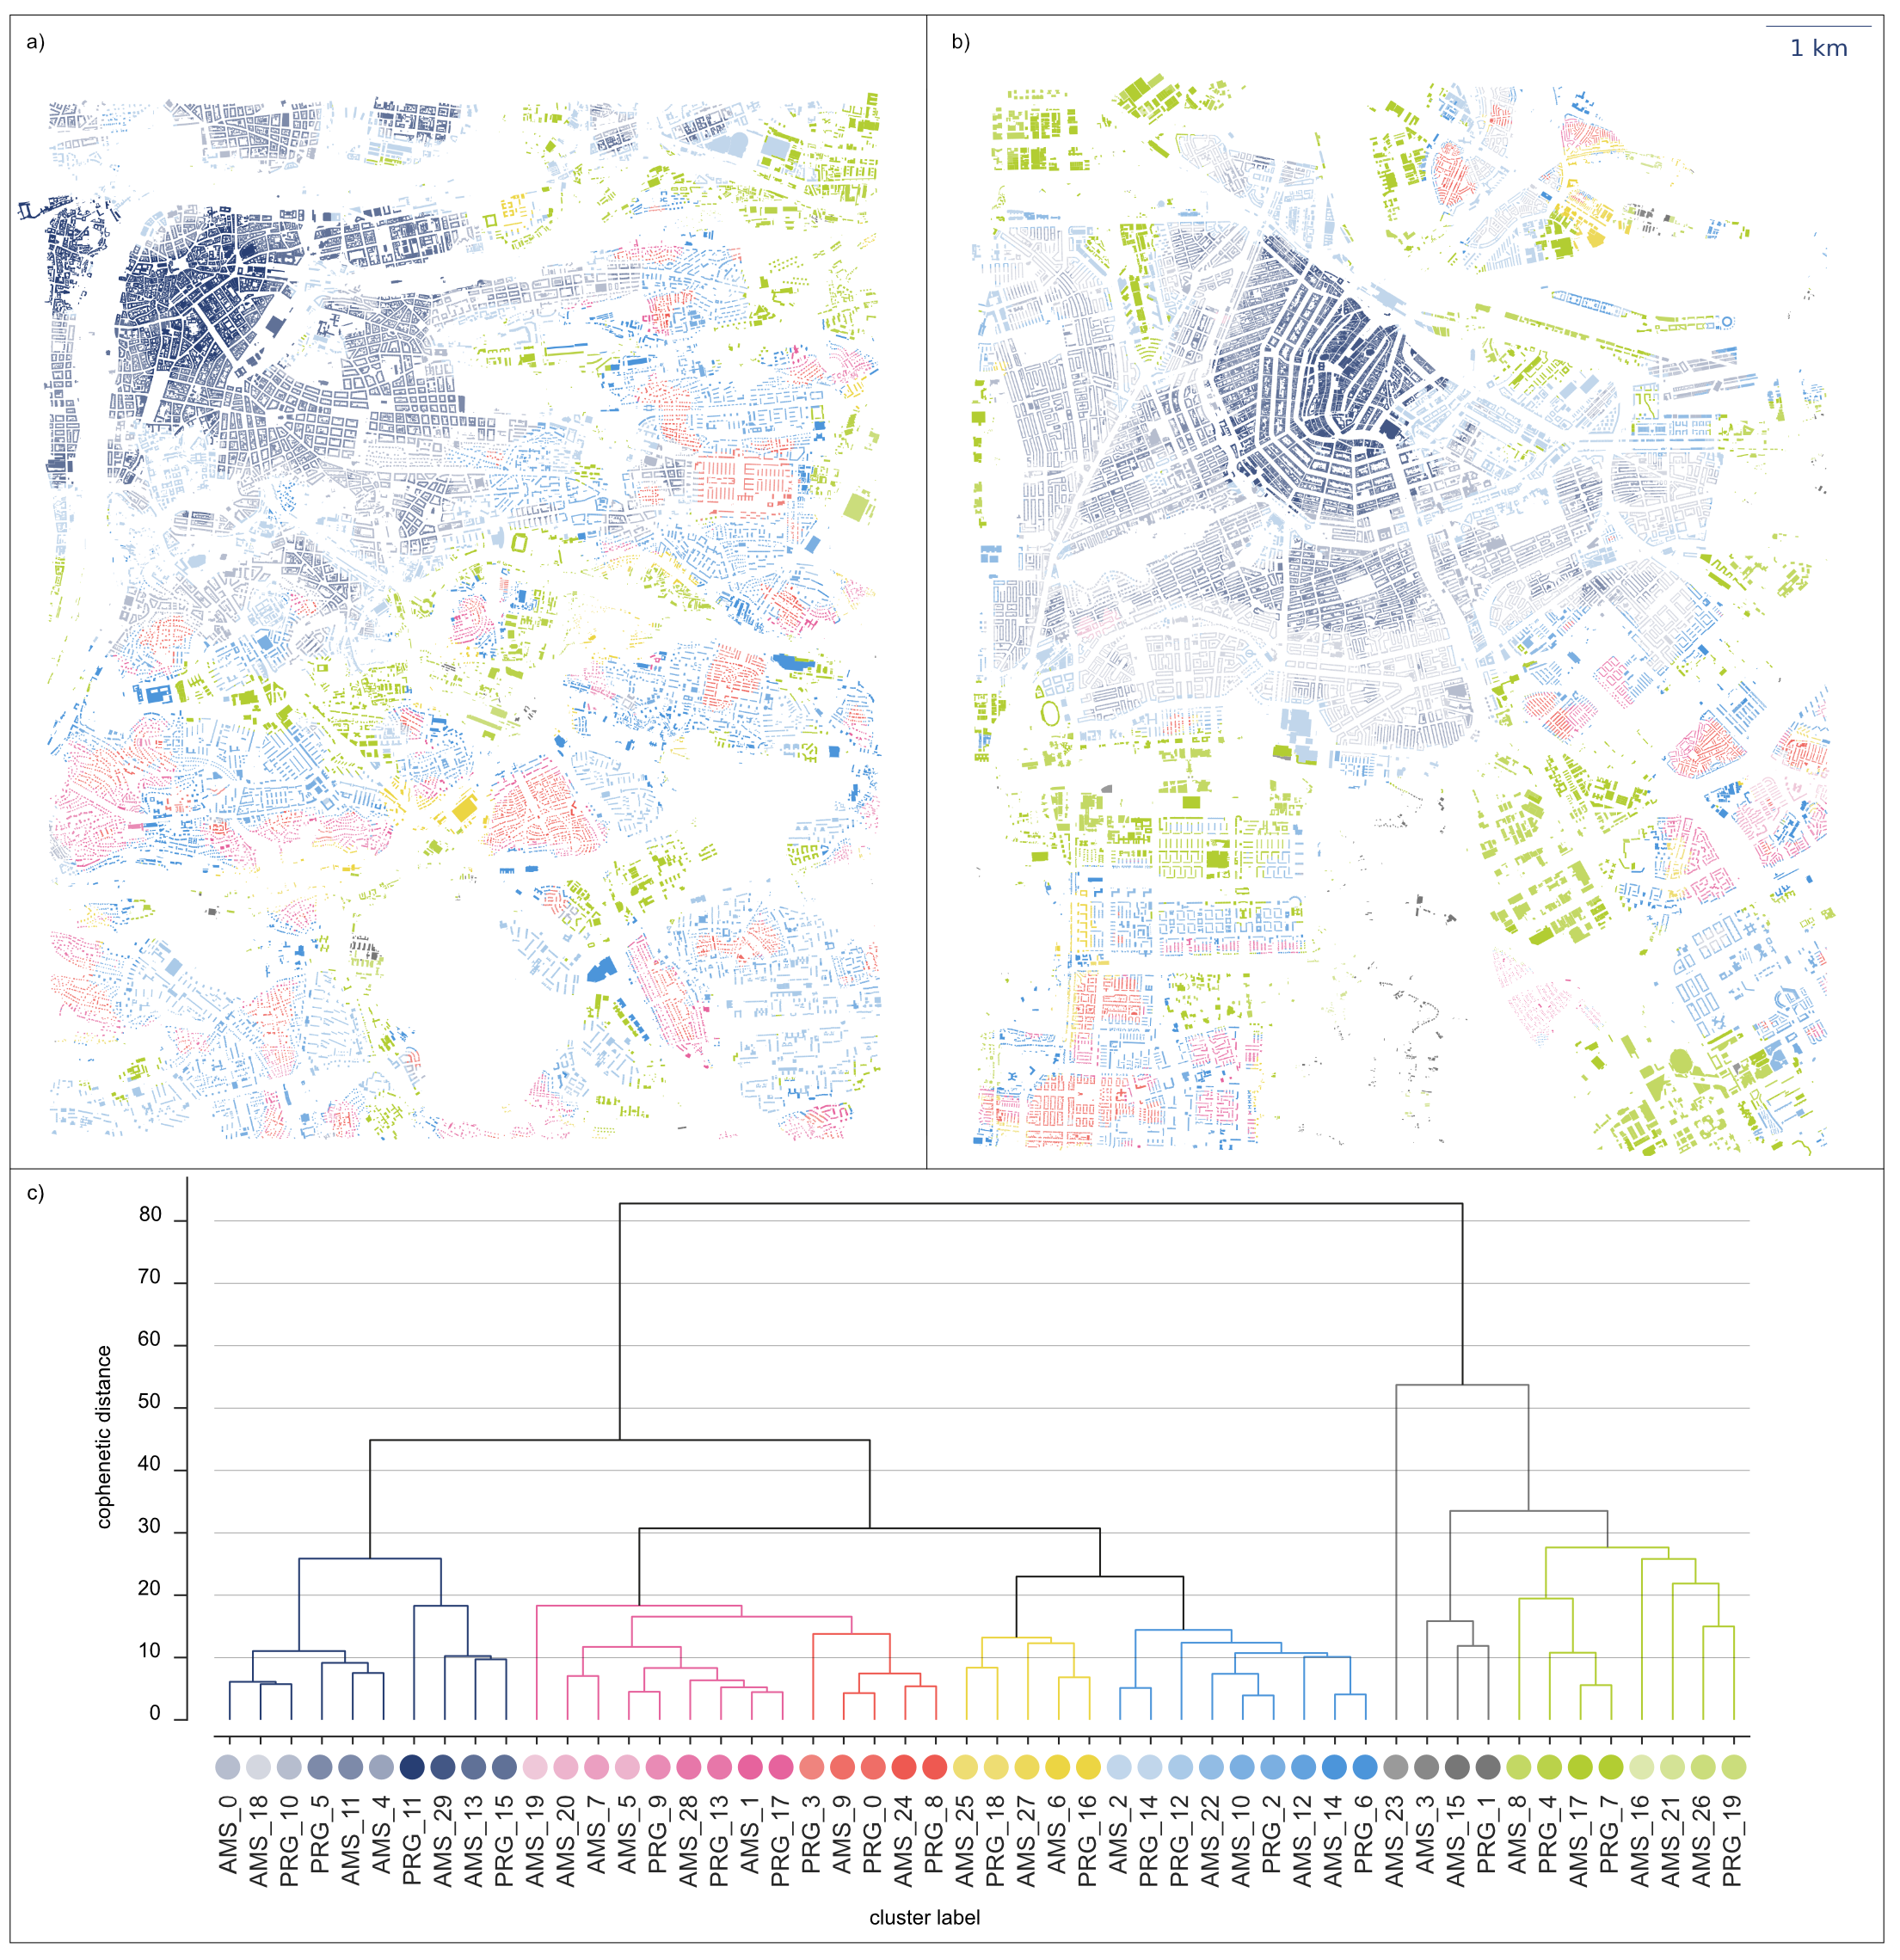 a)
b)
1 km
c)
80
70
60
50
40
30
20
10
0
cophenetic distance
AMS_0
AMS_18
PRG_10
PRG_5
AMS_11
AMS_4
PRG_11
AMS_29
AMS_13
PRG_15
AMS_19
AMS_20
AMS_7
AMS_5
PRG_9
AMS_28
PRG_13
AMS_1
PRG_17
PRG_3
AMS_9
PRG_0
AMS_24
PRG_8
AMS_25
PRG_18
AMS_27
AMS_6
PRG_16
AMS_2
PRG_14
PRG_12
AMS_22
AMS_10
PRG_2
AMS_12
AMS_14
PRG_6
AMS_23
AMS_3
AMS_15
PRG_1
AMS_8
PRG_4
AMS_17
PRG_7
AMS_16
AMS_21
AMS_26
PRG_19
cluster label